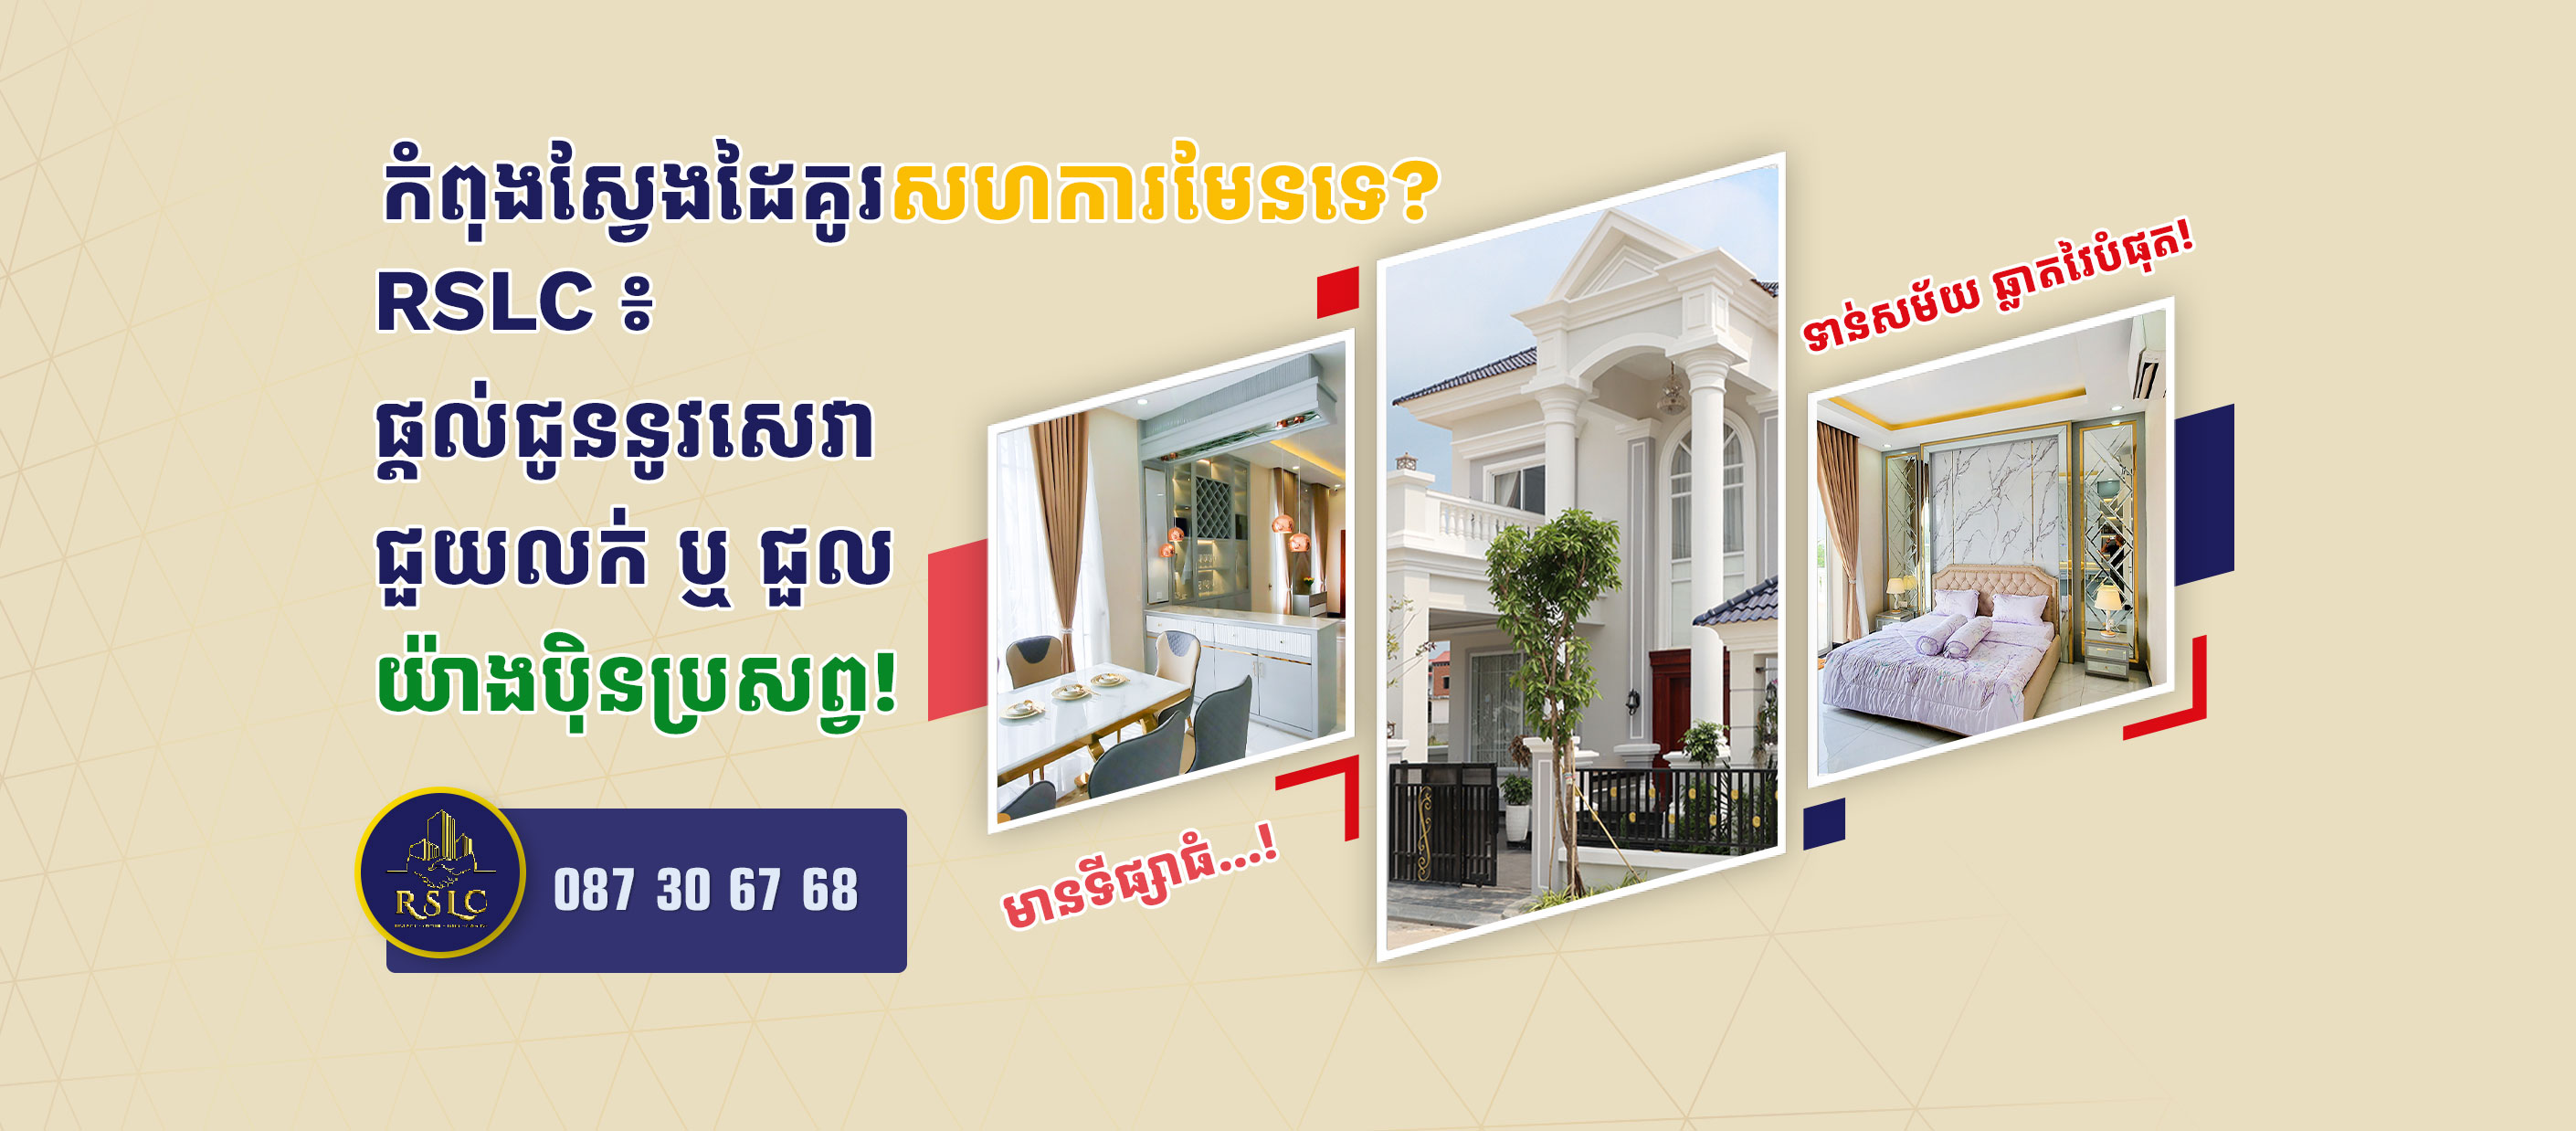 កំពុងស្វែងដៃគូរសហការមែនទេ?
RSLC ៖
ផ្តល់ជូននូវសេវា
ជួយលក់ ឬ ជួល
យ៉ាងប៉ិនប្រសព្វ!
RSLC
087 30 67 68
មានទីផ្សារធំ...!
ទាន់សម័យ ឆ្លាតវៃបំផុត!